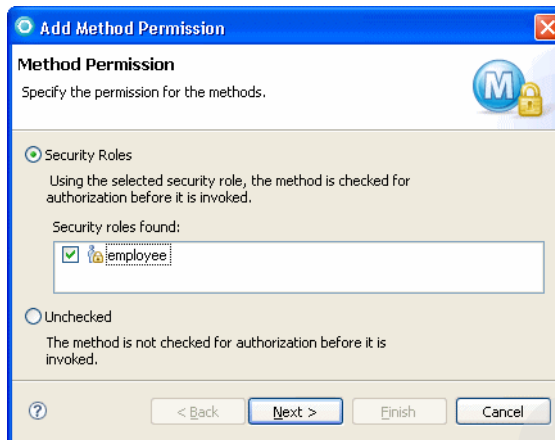 Add Method Permission
Method Permission
Specify the permission for the methods.
M
Security Roles
Using the selected security role, the method is checked for
authorization before it is invoked.
Security roles found:
employee
Unchecked
The method is not checked for authorization before it is
invoked.
? < Back Next > Finish Cancel